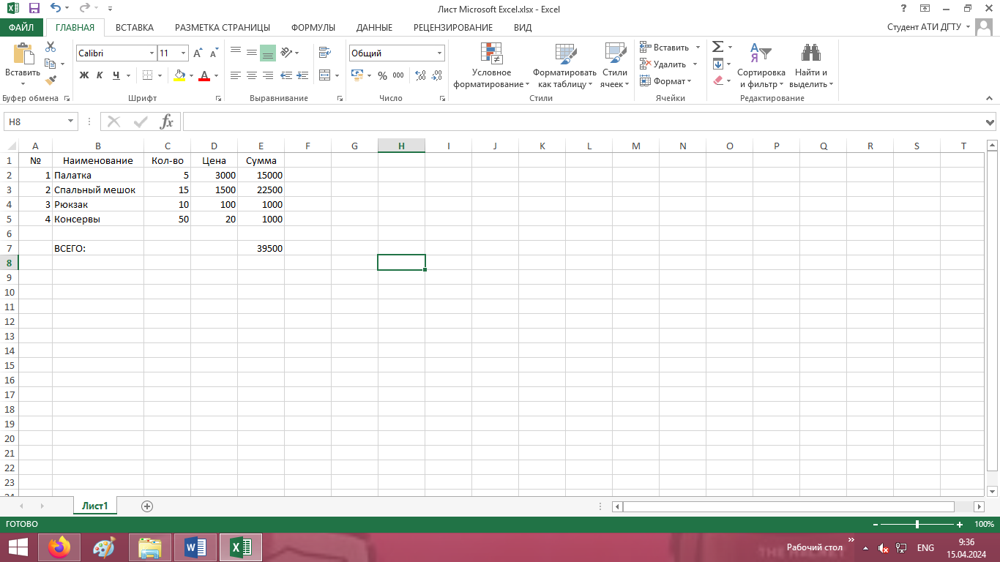 Лист Microsoft Excel.xlsx - Excel
ФАЙЛ ГЛАВНАЯ ВСТАВКА РАЗМЕТКА СТРАНИЦЫ ФОРМУЛЫ ДАННЫЕ РЕЦЕНЗИРОВАНИЕ ВИД Студент АТИ ДГТУ
Вставить
Буфер обмена
Calibri 11
Ж К Ч
Шрифт
Выравнивание
Общий
% 000
Число
Условное форматирование
Форматировать как таблицу
Стили ячеек
Стили
Вставить
Удалить
Формат
Ячейки
Сортировка и фильтр
Найти и выделить
Редактирование
H8 fx
A B C D E F G H I J K L M N O P Q R S T
1 № Наименование Кол-во Цена Сумма
2 1 Палатка 5 3000 15000
3 2 Спальный мешок 15 1500 22500
4 3 Рюкзак 10 100 1000
5 4 Консервы 50 20 1000
6
7 ВСЕГО: 39500
8
9
10
11
12
13
14
15
16
17
18
19
20
21
22
23
Лист1
ГОТОВО 100%
Рабочий стол ENG 9:36
15.04.2024